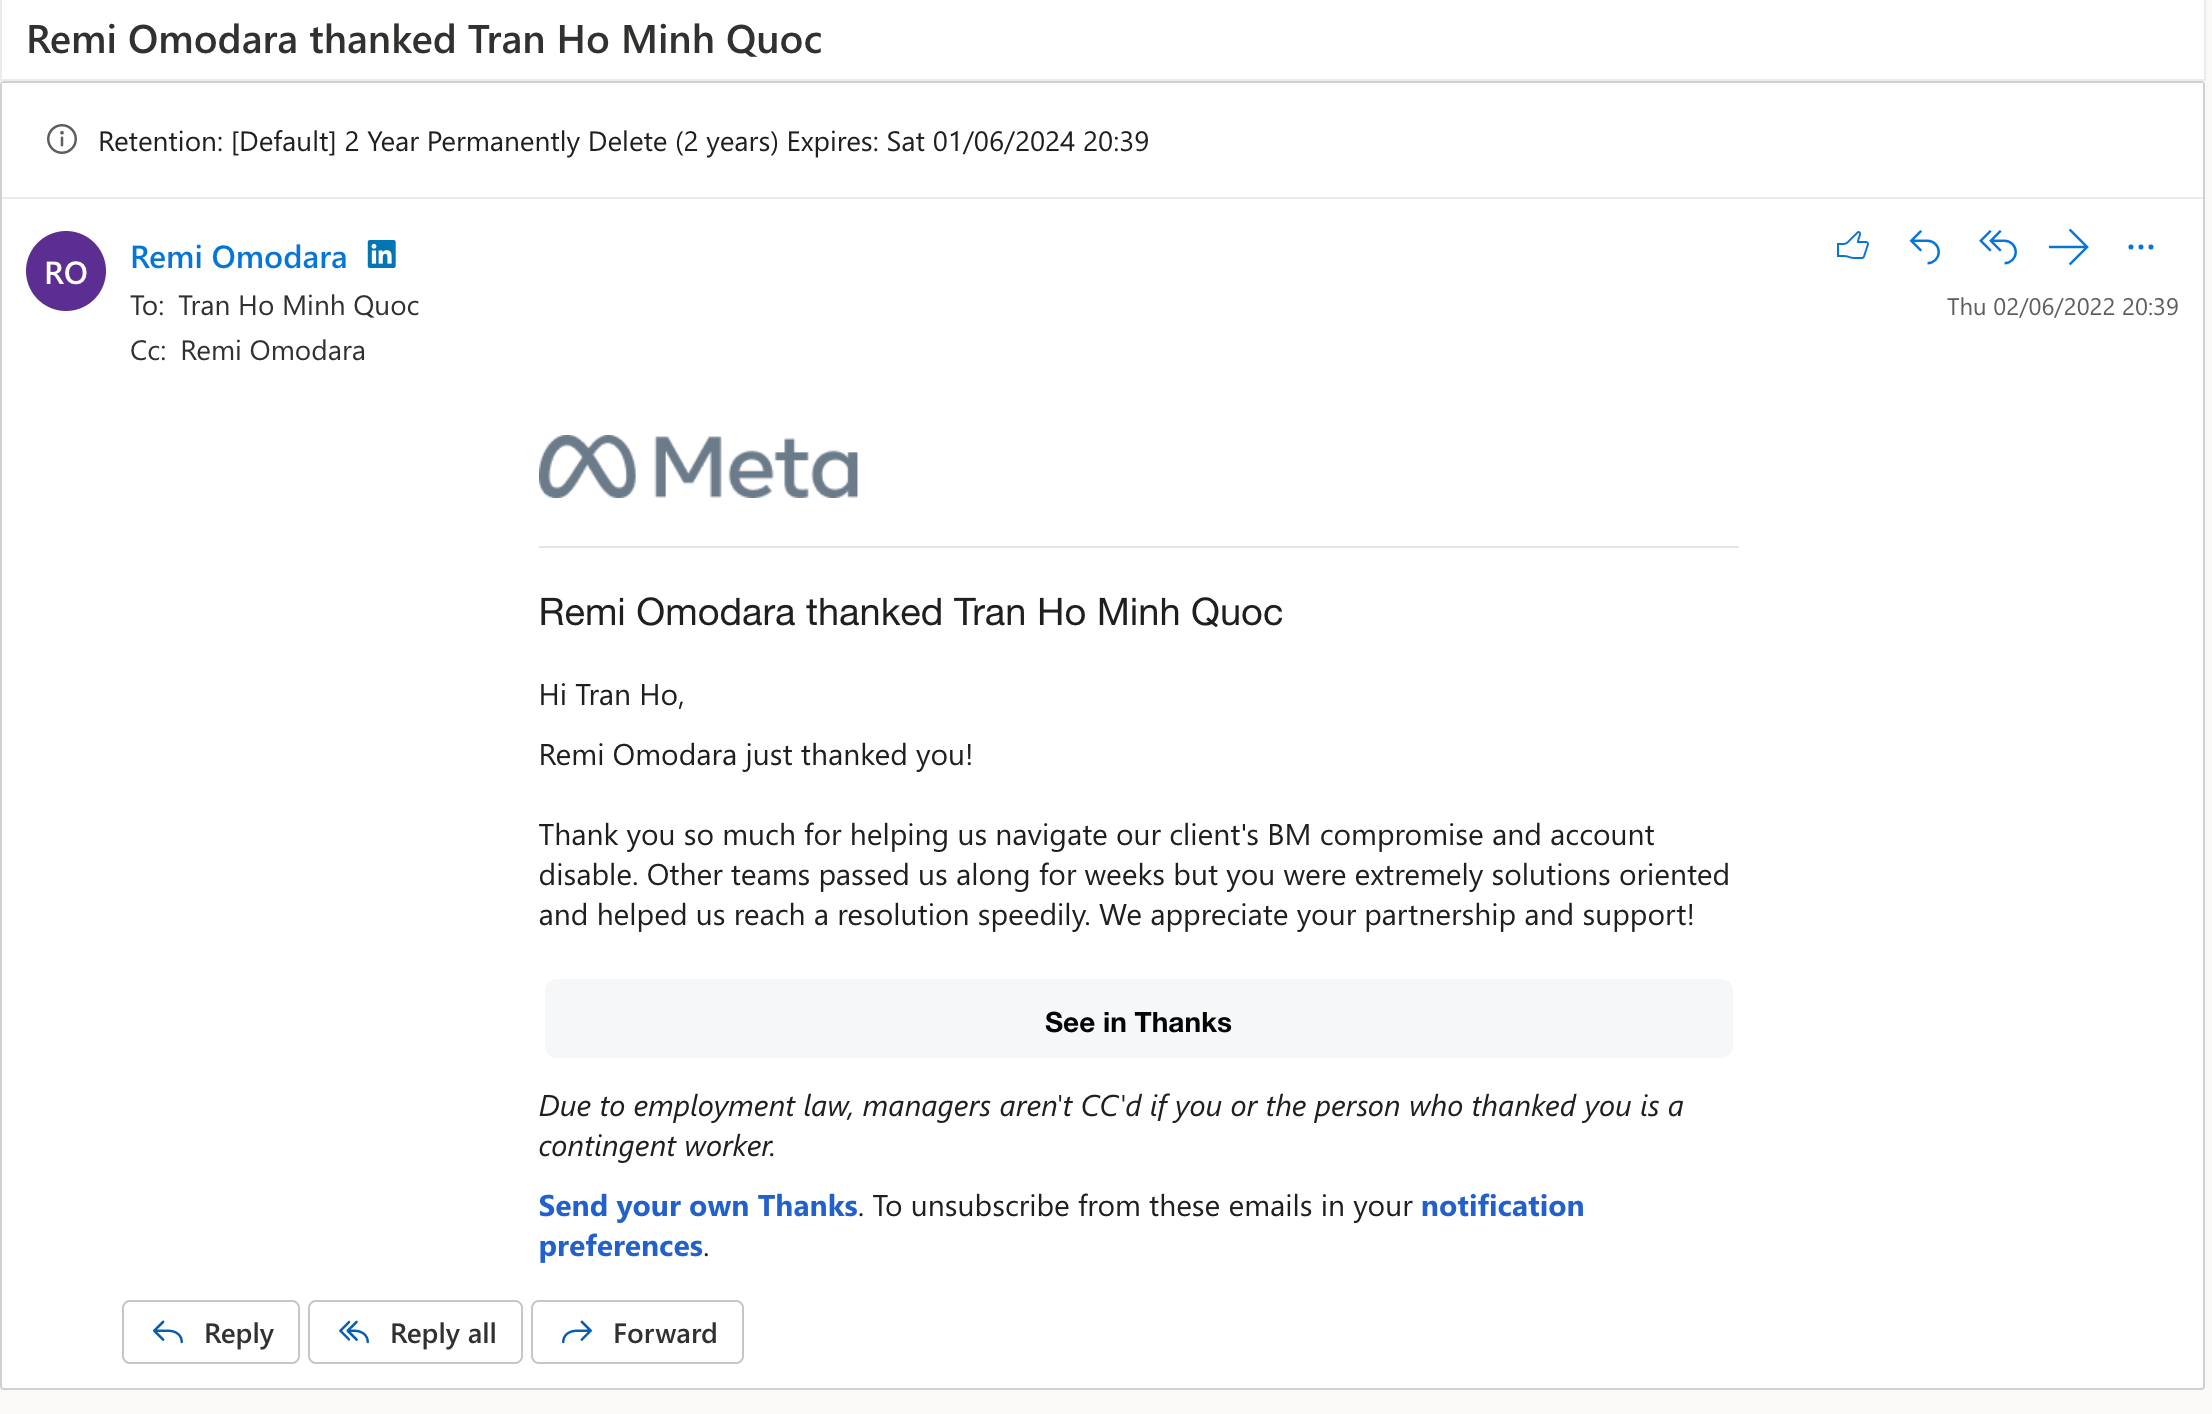 Remi Omodara thanked Tran Ho Minh Quoc
Retention: [Default] 2 Year Permanently Delete (2 years) Expires: Sat 01/06/2024 20:39
RO
Remi Omodara in
To: Tran Ho Minh Quoc
Thu 02/06/2022 20:39
Cc: Remi Omodara
Meta
Remi Omodara thanked Tran Ho Minh Quoc
Hi Tran Ho,
Remi Omodara just thanked you!
Thank you so much for helping us navigate our client's BM compromise and account
disable. Other teams passed us along for weeks but you were extremely solutions oriented
and helped us reach a resolution speedily. We appreciate your partnership and support!
See in Thanks
Due to employment law, managers aren't CC'd if you or the person who thanked you is a
contingent worker.
Send your own Thanks. To unsubscribe from these emails in your notification
preferences.
Reply Reply all Forward